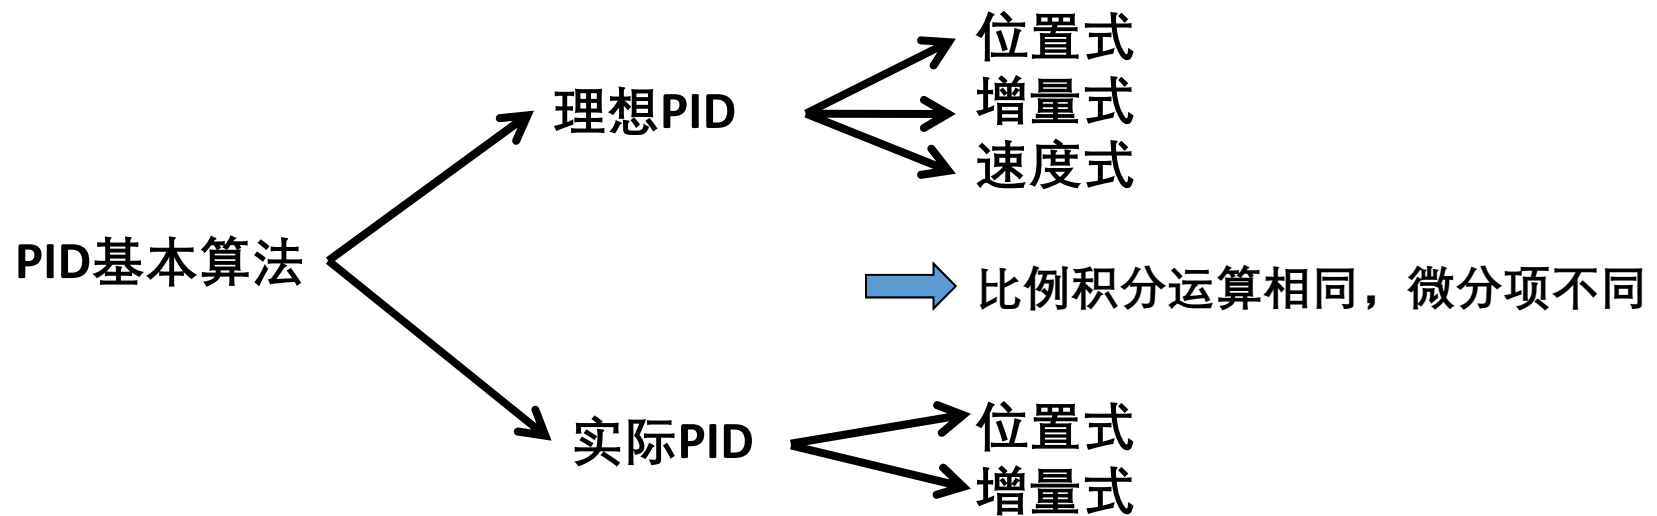 位置式
理想PID
增量式
速度式
PID基本算法
比例积分运算相同，微分项不同
实际PID
位置式
增量式